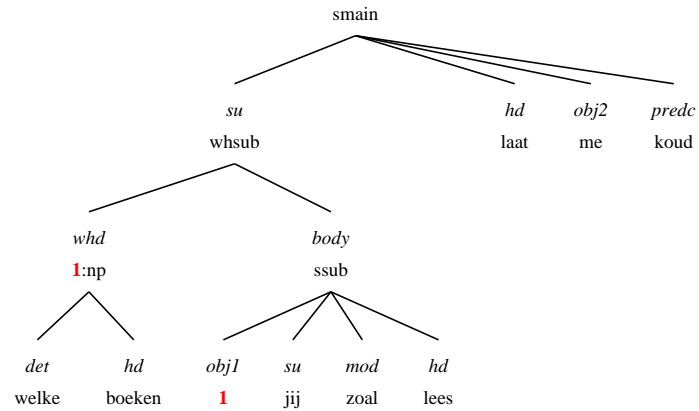 smain
su hd obj2 predc
whsub laat me koud
whd body
1:np ssub
det hd obj1 su mod hd
welke boeken 1 jij zoal lees